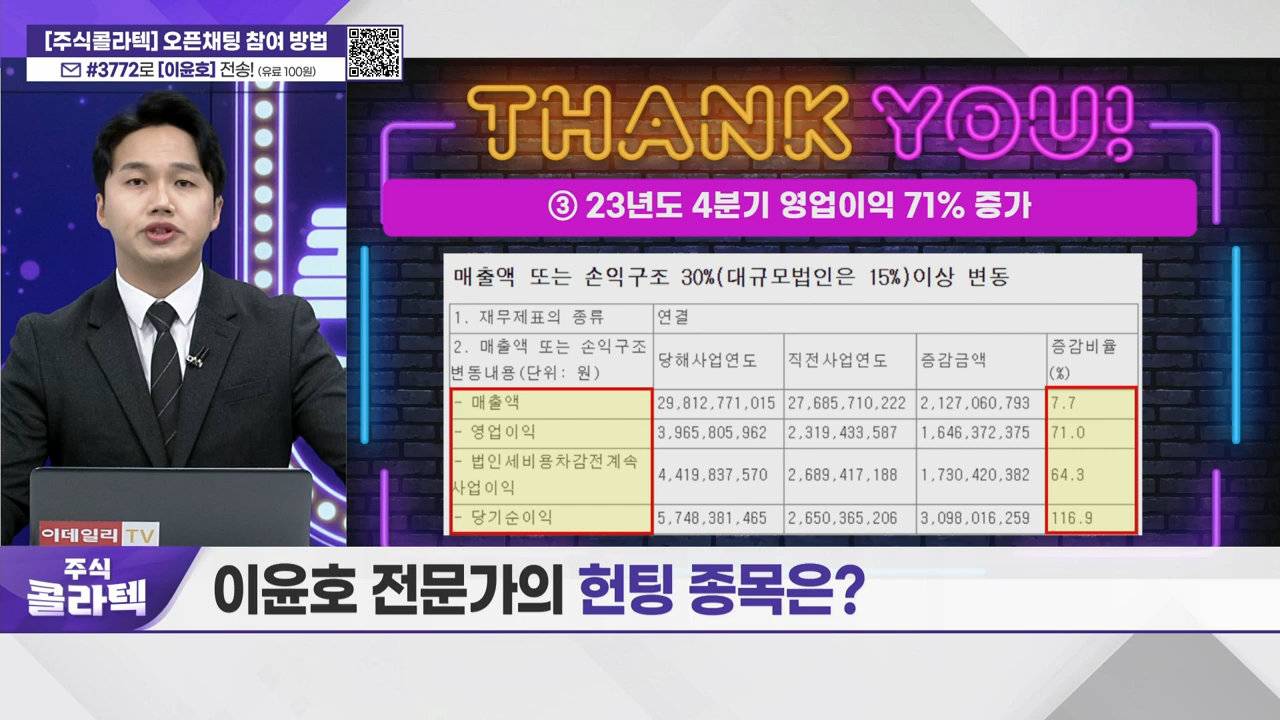 [주식콜라텍] 오픈채팅 참여 방법
#3772로 [이윤호] 전송! (유료 100원)
THANK YOU!
③ 23년도 4분기 영업이익 71% 증가
매출액 또는 손익구조 30%(대규모법인은 15%)이상 변동
1. 재무제표의 종류 연결
2. 매출액 또는 손익구조 변동내용(단위: 원) 당해사업연도 직전사업연도 증감금액 증감비율(%)
- 매출액 29,812,771,015 27,685,710,222 2,127,060,793 7.7
- 영업이익 3,965,805,962 2,319,433,587 1,646,372,375 71.0
- 법인세비용차감전계속사업이익 4,419,837,570 2,689,417,188 1,730,420,382 64.3
- 당기순이익 5,748,381,465 2,650,365,206 3,098,016,259 116.9
이데일리 TV
주식
콜라텍
이윤호 전문가의 헌팅 종목은?